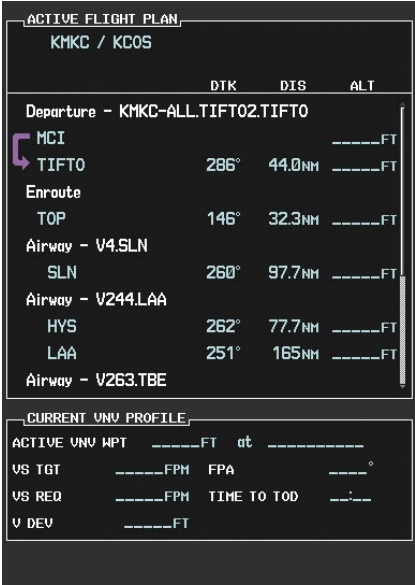 ACTIVE FLIGHT PLAN
KMKC / KCOS
DTK DIS ALT
Departure - KMKC-ALL.TIFTO2.TIFTO
MCI _____FT
TIFTO 286° 44.0NM _____FT
Enroute
TOP 146° 32.3NM _____FT
Airway - V4.SLN
SLN 260° 97.7NM _____FT
Airway - V244.LAA
HYS 262° 77.7NM _____FT
LAA 251° 165NM _____FT
Airway - V263.TBE
CURRENT VNV PROFILE
ACTIVE VNV WPT _____FT at __________
VS TGT _____FPM FPA ____°
VS REQ _____FPM TIME TO TOD __:__
V DEV _____FT